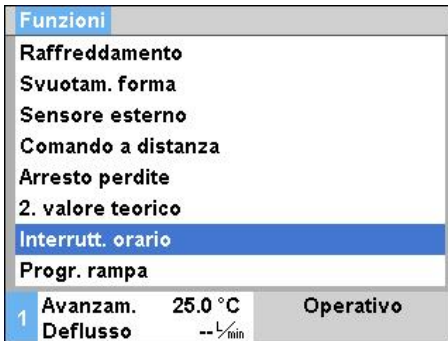 Funzioni
Raffreddamento
Svuotam. forma
Sensore esterno
Comando a distanza
Arresto perdite
2. valore teorico
Interrutt. orario
Progr. rampa
1 Avanzam. 25.0 °C Operativo
Deflusso -- L/min